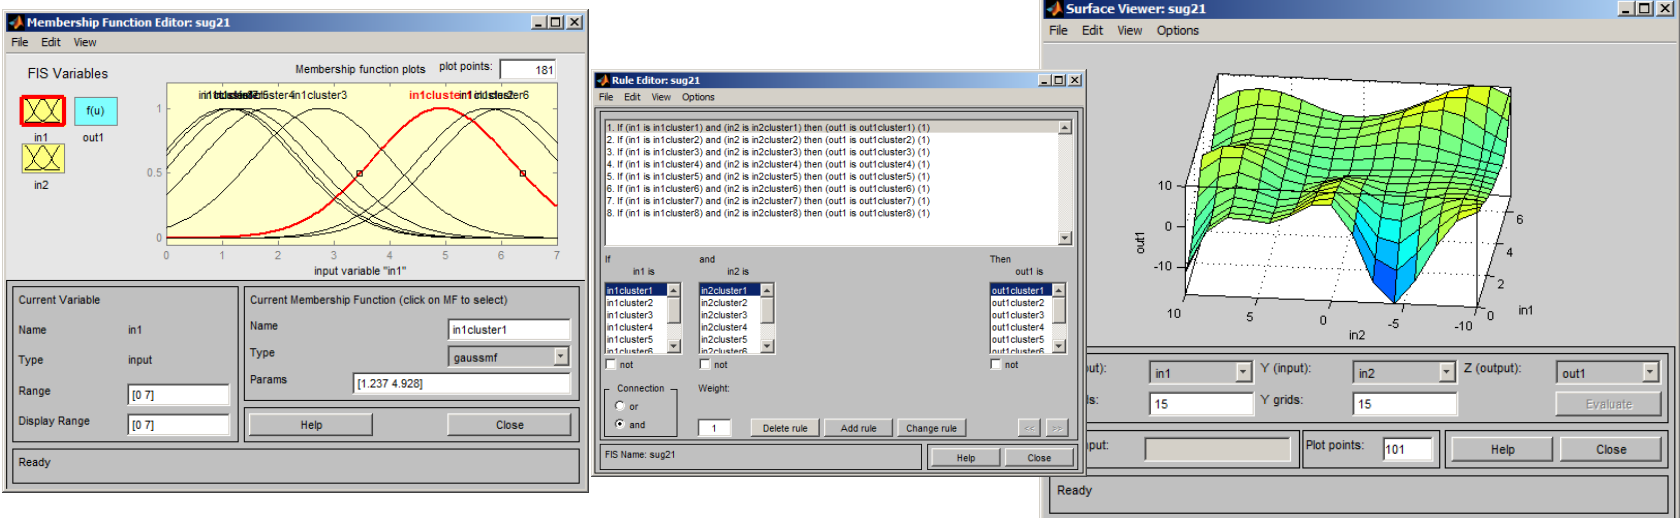 Membership Function Editor: sug21
File Edit View
FIS Variables
Membership function plots plot points: 181
in1cluster4 in1cluster3 in1cluster1 in1cluster2 in1cluster6
f(u)
in1 out1
in2
1
0.5
0
0 1 2 3 4 5 6 7
input variable "in1"
Current Variable
Name in1
Type input
Range [0 7]
Display Range [0 7]
Current Membership Function (click on MF to select)
Name in1cluster1
Type gaussmf
Params [1.237 4.928]
Help Close
Ready
Rule Editor: sug21
File Edit View Options
1. If (in1 is in1cluster1) and (in2 is in2cluster1) then (out1 is out1cluster1) (1)
2. If (in1 is in1cluster2) and (in2 is in2cluster2) then (out1 is out1cluster2) (1)
3. If (in1 is in1cluster3) and (in2 is in2cluster3) then (out1 is out1cluster3) (1)
4. If (in1 is in1cluster4) and (in2 is in2cluster4) then (out1 is out1cluster4) (1)
5. If (in1 is in1cluster5) and (in2 is in2cluster5) then (out1 is out1cluster5) (1)
6. If (in1 is in1cluster6) and (in2 is in2cluster6) then (out1 is out1cluster6) (1)
7. If (in1 is in1cluster7) and (in2 is in2cluster7) then (out1 is out1cluster7) (1)
8. If (in1 is in1cluster8) and (in2 is in2cluster8) then (out1 is out1cluster8) (1)
If and Then
in1 is in2 is out1 is
in1cluster1 in2cluster1 out1cluster1
in1cluster2 in2cluster2 out1cluster2
in1cluster3 in2cluster3 out1cluster3
in1cluster4 in2cluster4 out1cluster4
in1cluster5 in2cluster5 out1cluster5
in1cluster6 in2cluster6 out1cluster6
not not not
Connection Weight:
or
and 1 Delete rule Add rule Change rule << >>
FIS Name: sug21 Help Close
Surface Viewer: sug21
File Edit View Options
10
0
-10
out1
10 5 0 -5 -10
in2
0 2 4 6
in1
ut): in1 Y (input): in2 Z (output): out1
ls: 15 Y grids: 15 Evaluate
put: Plot points: 101 Help Close
Ready